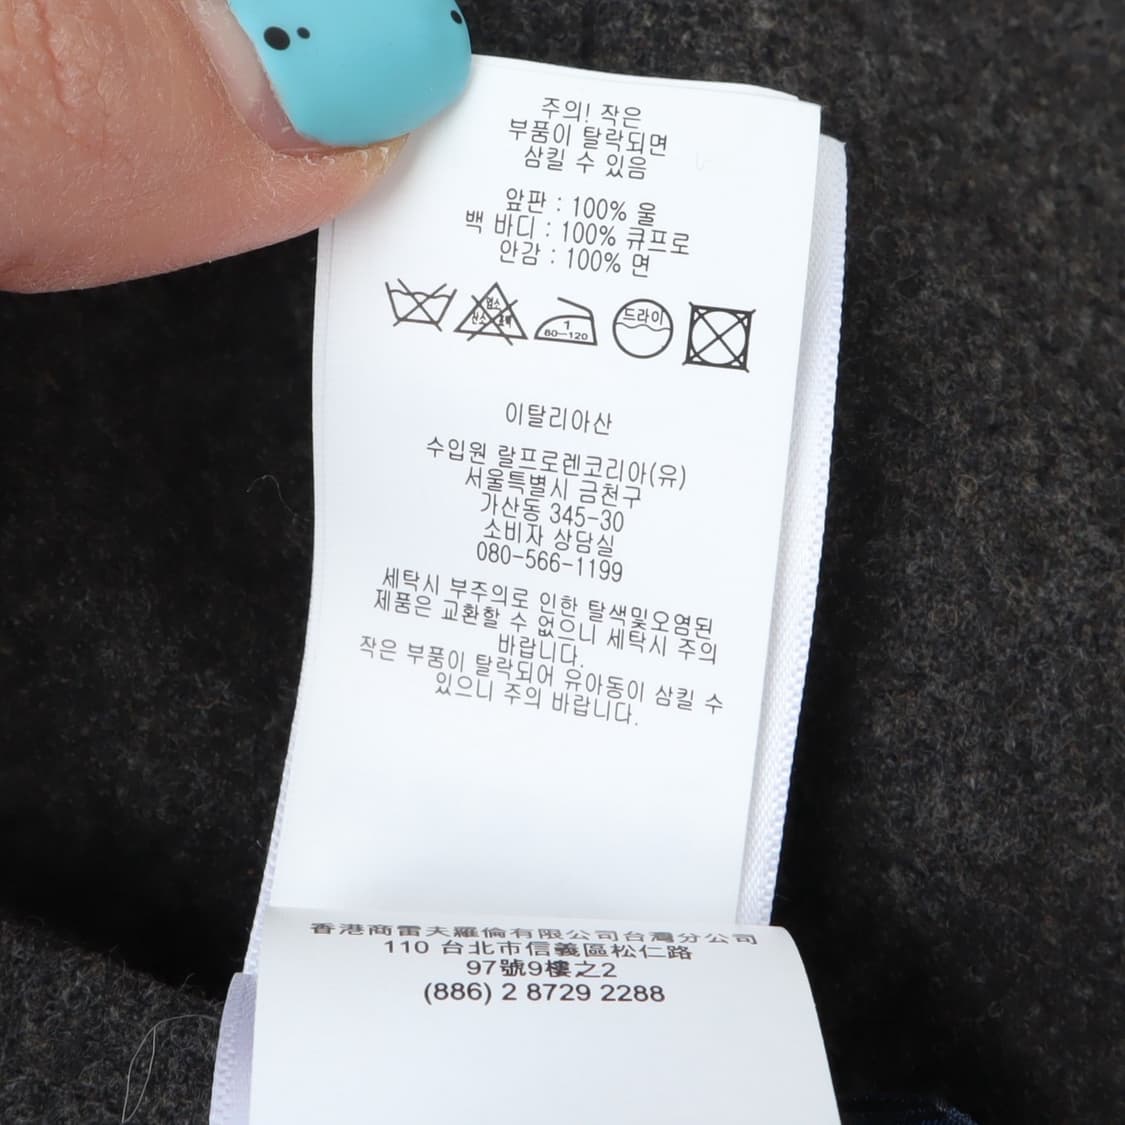 주의! 작은
부품이 탈락되면
삼킬 수 있음
앞판 : 100% 울
백 바디 : 100% 큐프로
안감 : 100% 면
염소
산소 표백
1
80-120
드라이
이탈리아산
수입원 랄프로렌코리아(유)
서울특별시 금천구
가산동 345-30
소비자 상담실
080-566-1199
세탁시 부주의로 인한 탈색및오염된
제품은 교환할 수 없으니 세탁시 주의
바랍니다.
작은 부품이 탈락되어 유아동이 삼킬 수
있으니 주의 바랍니다.
香港商雷夫羅倫有限公司台灣分公司
110 台北市信義區松仁路
97號9樓之2
(886) 2 8729 2288